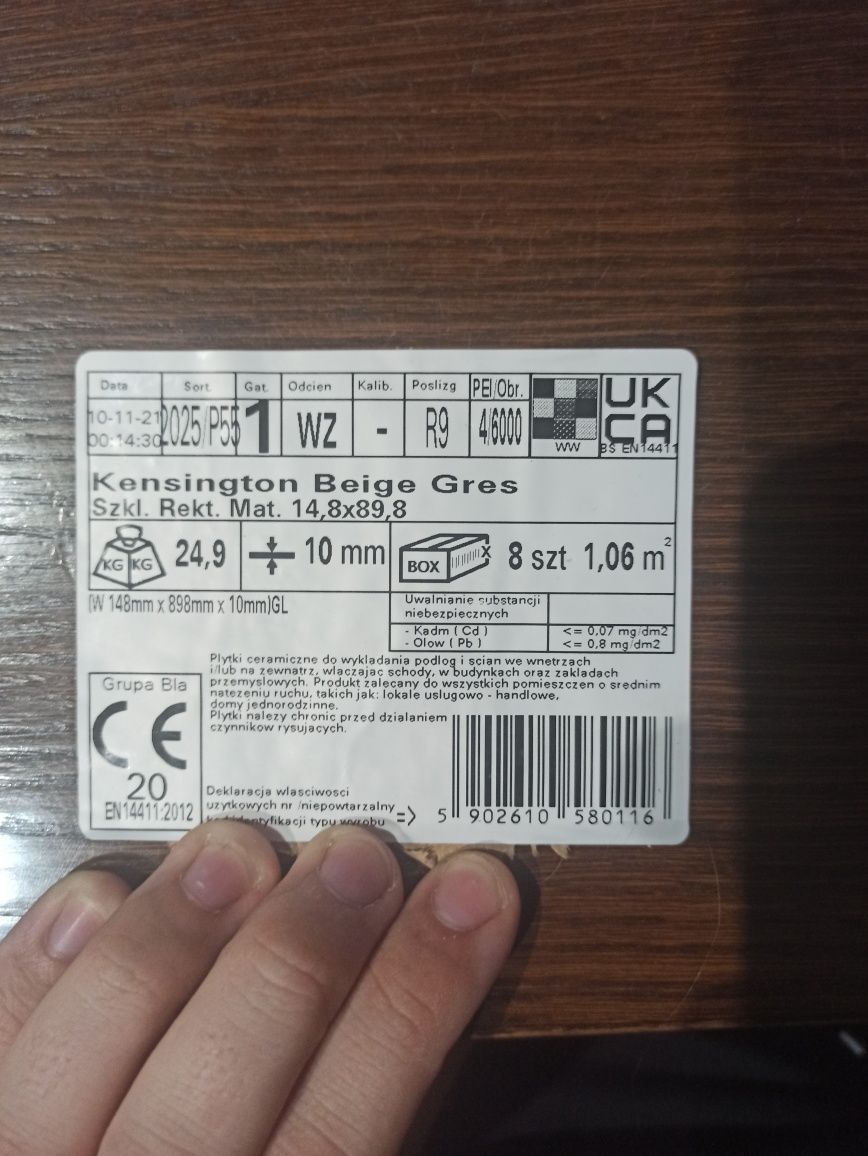 Data Sort. Gat. Odcien Kalib. Poslizg PEI/Obr.
10-11-21 2025/P55 1 WZ - R9 4/6000
00:14:30
WW
UK
CA
BS EN14411
Kensington Beige Gres
Szkl. Rekt. Mat. 14,8x89,8
KG KG 24,9 10 mm BOX X 8 szt 1,06 m2
(W 148mm x 898mm x 10mm)GL
Uwalnianie substancji
niebezpiecznych
- Kadm ( Cd ) <= 0,07 mg/dm2
- Olow ( Pb ) <= 0,8 mg/dm2
Plytki ceramiczne do wykladania podlog i scian we wnetrzach
i/lub na zewnatrz, wlaczajac schody, w budynkach oraz zakladach
przemyslowych. Produkt zalecany do wszystkich pomieszczen o srednim
natezeniu ruchu, takich jak: lokale uslugowo - handlowe,
domy jednorodzinne.
Plytki nalezy chronic przed dzialaniem
czynnikow rysujacych.
Grupa BIa
CE
20
EN14411:2012
Deklaracja wlasciwosci
uzytkowych nr /niepowtarzalny
identyfikacji typu wyrobu =>
5 902610 580116